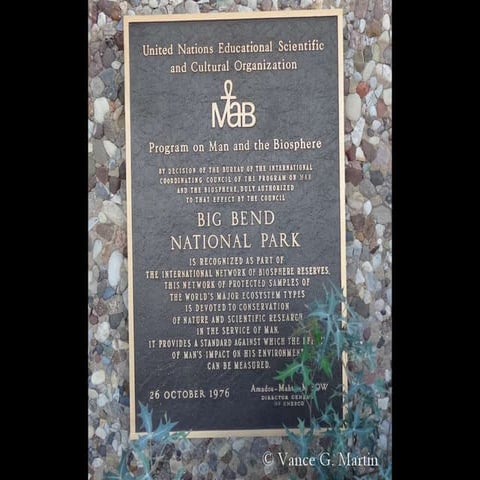 United Nations Educational Scientific
and Cultural Organization
MaB
Program on Man and the Biosphere
BY DECISION OF THE BUREAU OF THE INTERNATIONAL
COORDINATING COUNCIL OF THE PROGRAM ON MAN
AND THE BIOSPHERE, DULY AUTHORIZED
TO THAT EFFECT BY THE COUNCIL
BIG BEND
NATIONAL PARK
IS RECOGNIZED AS PART OF
THE INTERNATIONAL NETWORK OF BIOSPHERE RESERVES.
THIS NETWORK OF PROTECTED SAMPLES OF
THE WORLD'S MAJOR ECOSYSTEM TYPES
IS DEVOTED TO CONSERVATION
OF NATURE AND SCIENTIFIC RESEARCH
IN THE SERVICE OF MAN.
IT PROVIDES A STANDARD AGAINST WHICH THE
OF MAN'S IMPACT ON HIS ENVIRONMENT
CAN BE MEASURED.
26 OCTOBER 1976
DIRECTOR GENERAL
OF UNESCO
© Vance G. Martin